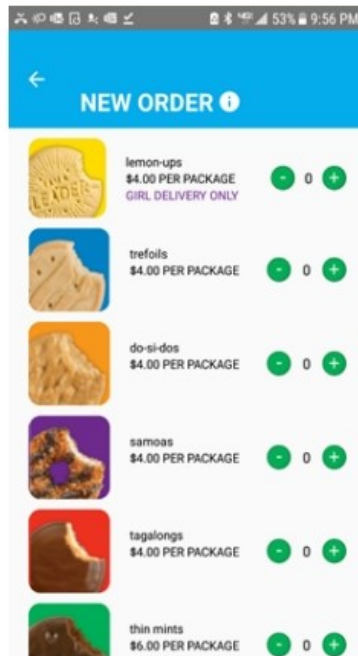 53% 9:56 PM
NEW ORDER
lemon-ups
$4.00 PER PACKAGE
GIRL DELIVERY ONLY
- 0 +
trefoils
$4.00 PER PACKAGE
- 0 +
do-si-dos
$4.00 PER PACKAGE
- 0 +
samoas
$4.00 PER PACKAGE
- 0 +
tagalongs
$4.00 PER PACKAGE
- 0 +
thin mints
$6.00 PER PACKAGE
- 0 +